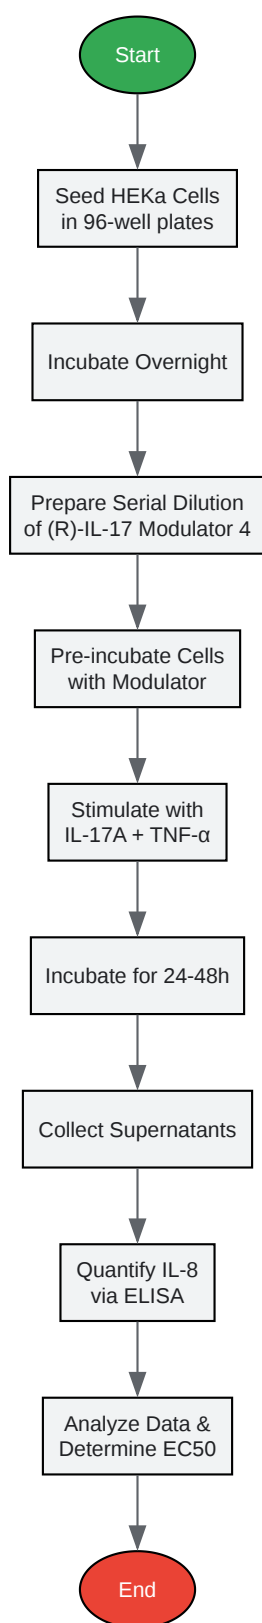 Start
Seed HEKa Cells
in 96-well plates
Incubate Overnight
Prepare Serial Dilution
of (R)-IL-17 Modulator 4
Pre-incubate Cells
with Modulator
Stimulate with
IL-17A + TNF-α
Incubate for 24-48h
Collect Supernatants
Quantify IL-8
via ELISA
Analyze Data &
Determine EC50
End